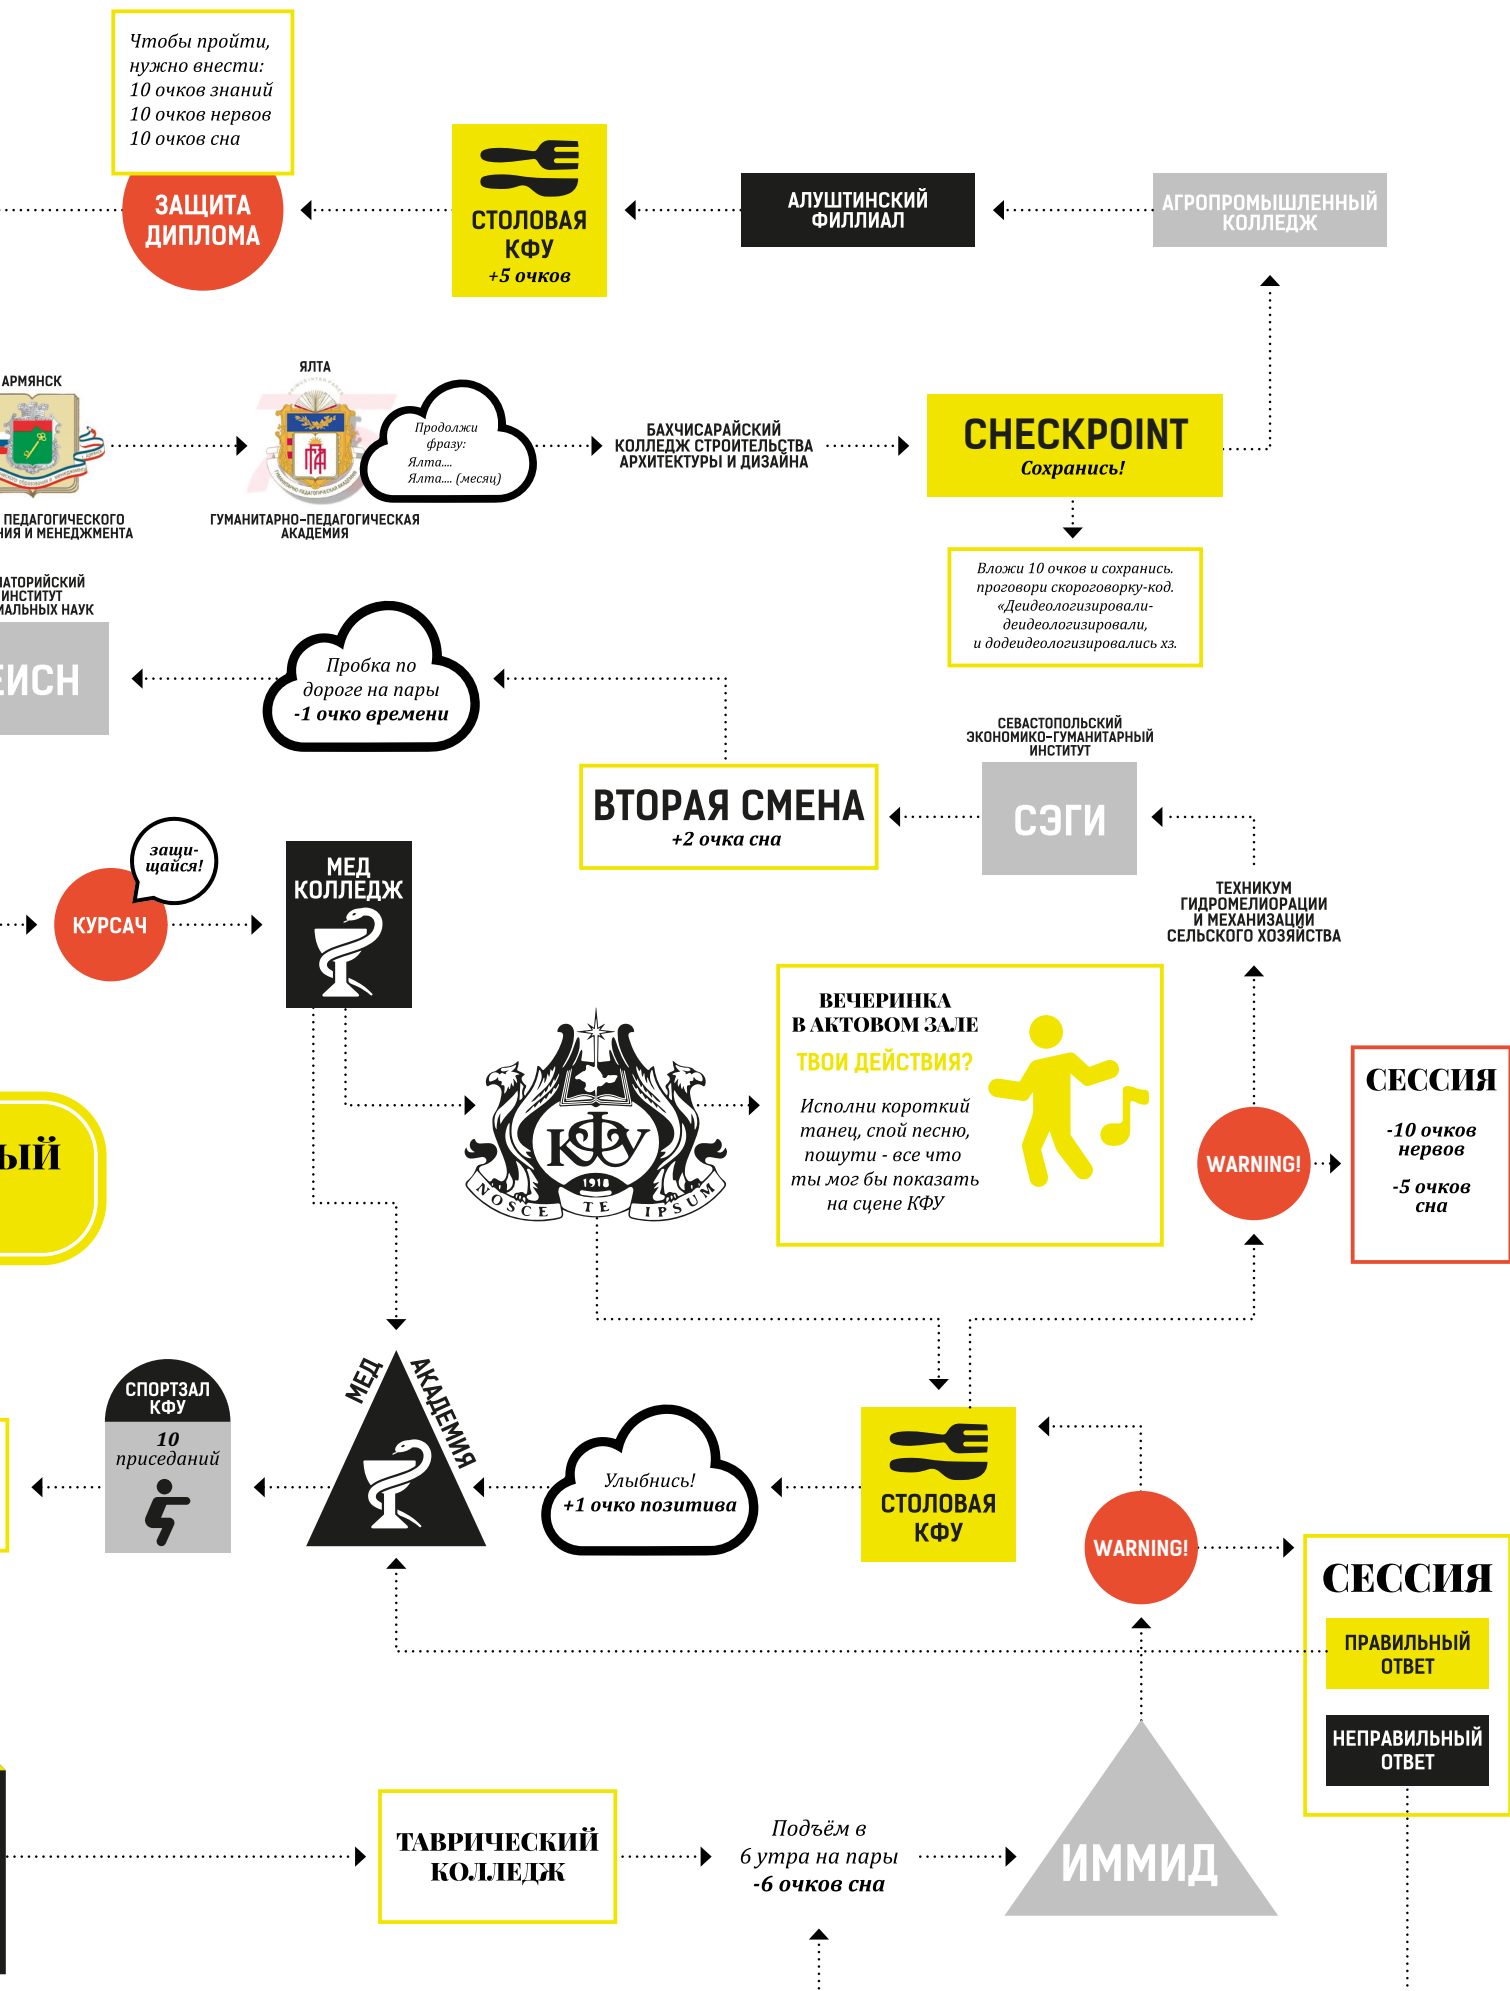 Чтобы пройти,
нужно внести:
10 очков знаний
10 очков нервов
10 очков сна
ЗАЩИТА
ДИПЛОМА
СТОЛОВАЯ
КФУ
+5 очков
АЛУШТИНСКИЙ
ФИЛЛИАЛ
АГРОПРОМЫШЛЕННЫЙ
КОЛЛЕДЖ
АРМЯНСК
ПЕДАГОГИЧЕСКОГО
НИЯ И МЕНЕДЖМЕНТА
ЯЛТА
ГУМАНИТАРНО-ПЕДАГОГИЧЕСКАЯ
АКАДЕМИЯ
Продолжи
фразу:
Ялта....
Ялта.... (месяц)
БАХЧИСАРАЙСКИЙ
КОЛЛЕДЖ СТРОИТЕЛЬСТВА
АРХИТЕКТУРЫ И ДИЗАЙНА
CHECKPOINT
Сохранись!
Вложи 10 очков и сохранись.
проговори скороговорку-код.
«Деидеологизировали-
деидеологизировали,
и додеидеологизировались хз.
ПАТОРИЙСКИЙ
ИНСТИТУТ
ИАЛЬНЫХ НАУК
ЕИСН
Пробка по
дороге на пары
-1 очко времени
ВТОРАЯ СМЕНА
+2 очка сна
СЕВАСТОПОЛЬСКИЙ
ЭКОНОМИКО-ГУМАНИТАРНЫЙ
ИНСТИТУТ
СЭГИ
ТЕХНИКУМ
ГИДРОМЕЛИОРАЦИИ
И МЕХАНИЗАЦИИ
СЕЛЬСКОГО ХОЗЯЙСТВА
защи-
щайся!
КУРСАЧ
МЕД
КОЛЛЕДЖ
КФУ
1918
NOSCE TE IPSUM
ВЕЧЕРИНКА
В АКТОВОМ ЗАЛЕ
ТВОИ ДЕЙСТВИЯ?
Исполни короткий
танец, спой песню,
пошути - все что
ты мог бы показать
на сцене КФУ
WARNING!
СЕССИЯ
-10 очков
нервов
-5 очков
сна
ЫЙ
СПОРТЗАЛ
КФУ
10
приседаний
МЕД
АКАДЕМИЯ
Улыбнись!
+1 очко позитива
СТОЛОВАЯ
КФУ
WARNING!
СЕССИЯ
ПРАВИЛЬНЫЙ
ОТВЕТ
НЕПРАВИЛЬНЫЙ
ОТВЕТ
ТАВРИЧЕСКИЙ
КОЛЛЕДЖ
Подъём в
6 утра на пары
-6 очков сна
ИММИД